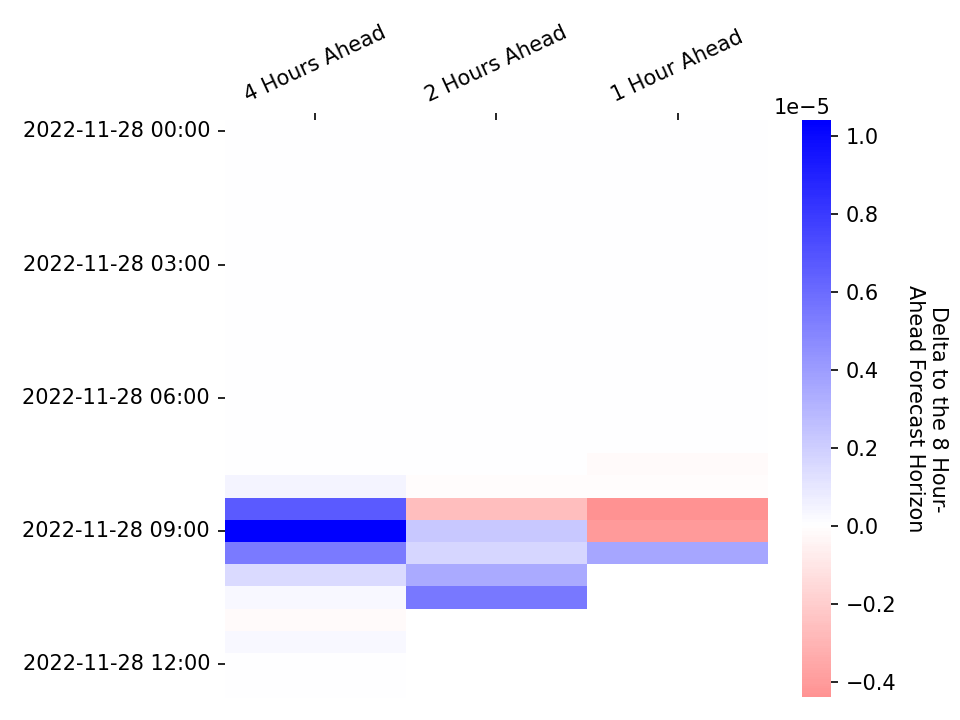 4 Hours Ahead
2 Hours Ahead
1 Hour Ahead
2022-11-28 00:00
2022-11-28 03:00
2022-11-28 06:00
2022-11-28 09:00
2022-11-28 12:00
1e−5
1.0
0.8
0.6
0.4
0.2
0.0
−0.2
−0.4
Delta to the 8 Hour-
Ahead Forecast Horizon